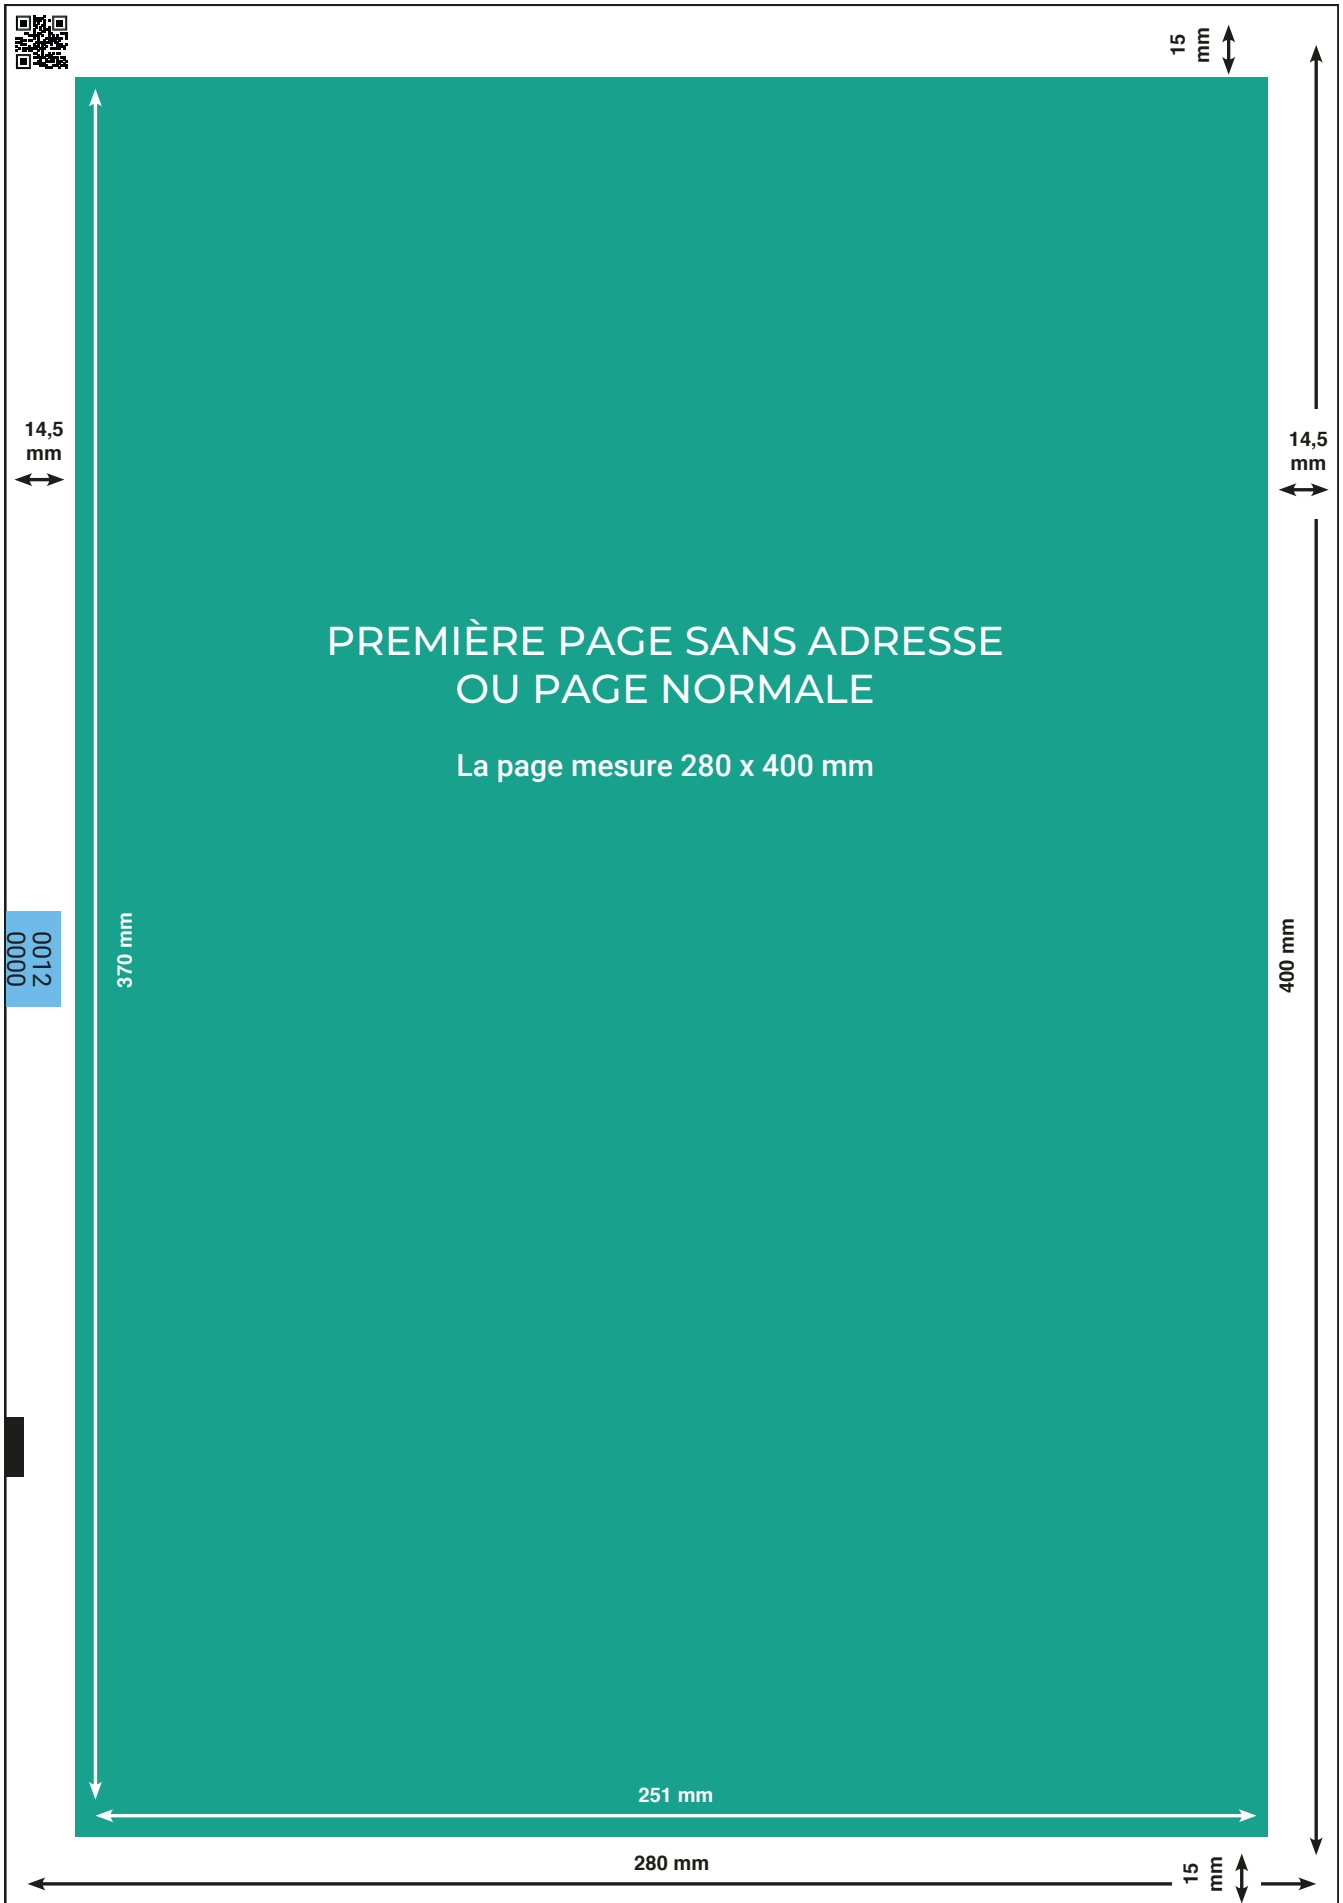 15
mm
14,5
mm
14,5
mm
PREMIÈRE PAGE SANS ADRESSE
OU PAGE NORMALE
La page mesure 280 x 400 mm
0012
0000
370 mm
400 mm
251 mm
280 mm
15
mm